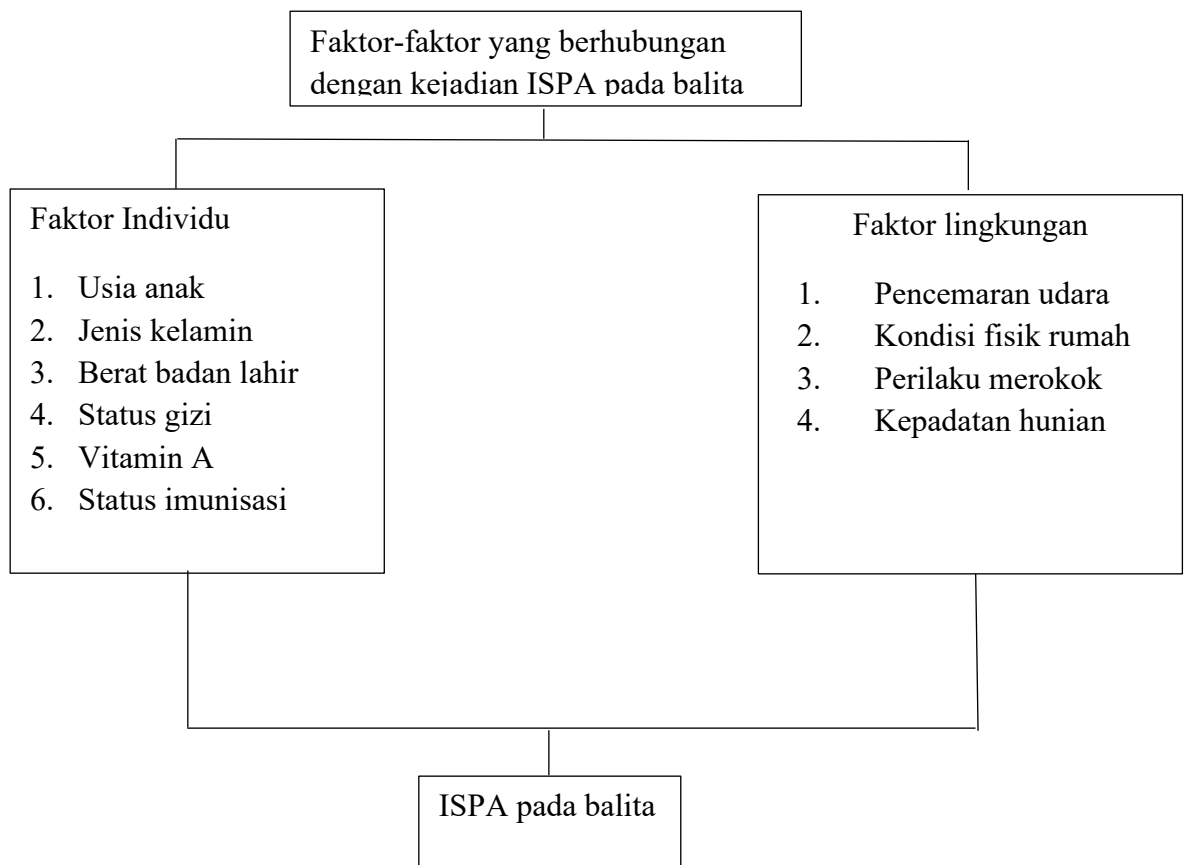 Faktor-faktor yang berhubungan
dengan kejadian ISPA pada balita
Faktor Individu
1. Usia anak
2. Jenis kelamin
3. Berat badan lahir
4. Status gizi
5. Vitamin A
6. Status imunisasi
Faktor lingkungan
1. Pencemaran udara
2. Kondisi fisik rumah
3. Perilaku merokok
4. Kepadatan hunian
ISPA pada balita